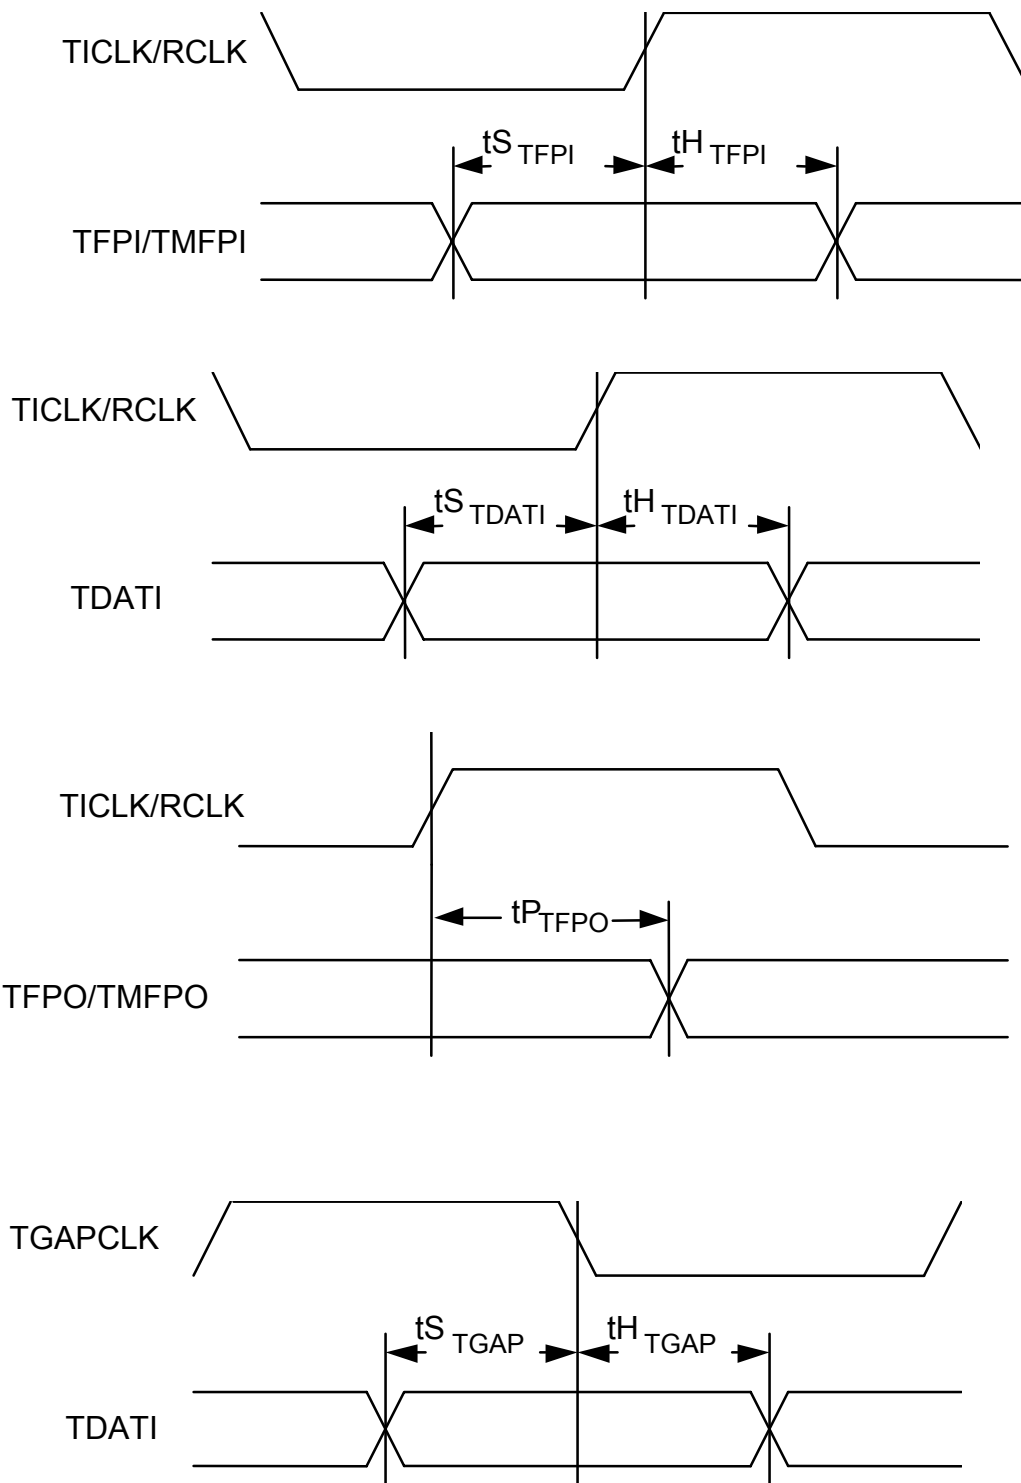 TICLK/RCLK
tS TFPI tH TFPI
TFPI/TMFPI
TICLK/RCLK
tS TDATI tH TDATI
TDATI
TICLK/RCLK
tPTFPO
TFPO/TMFPO
TGAPCLK
tS TGAP tH TGAP
TDATI